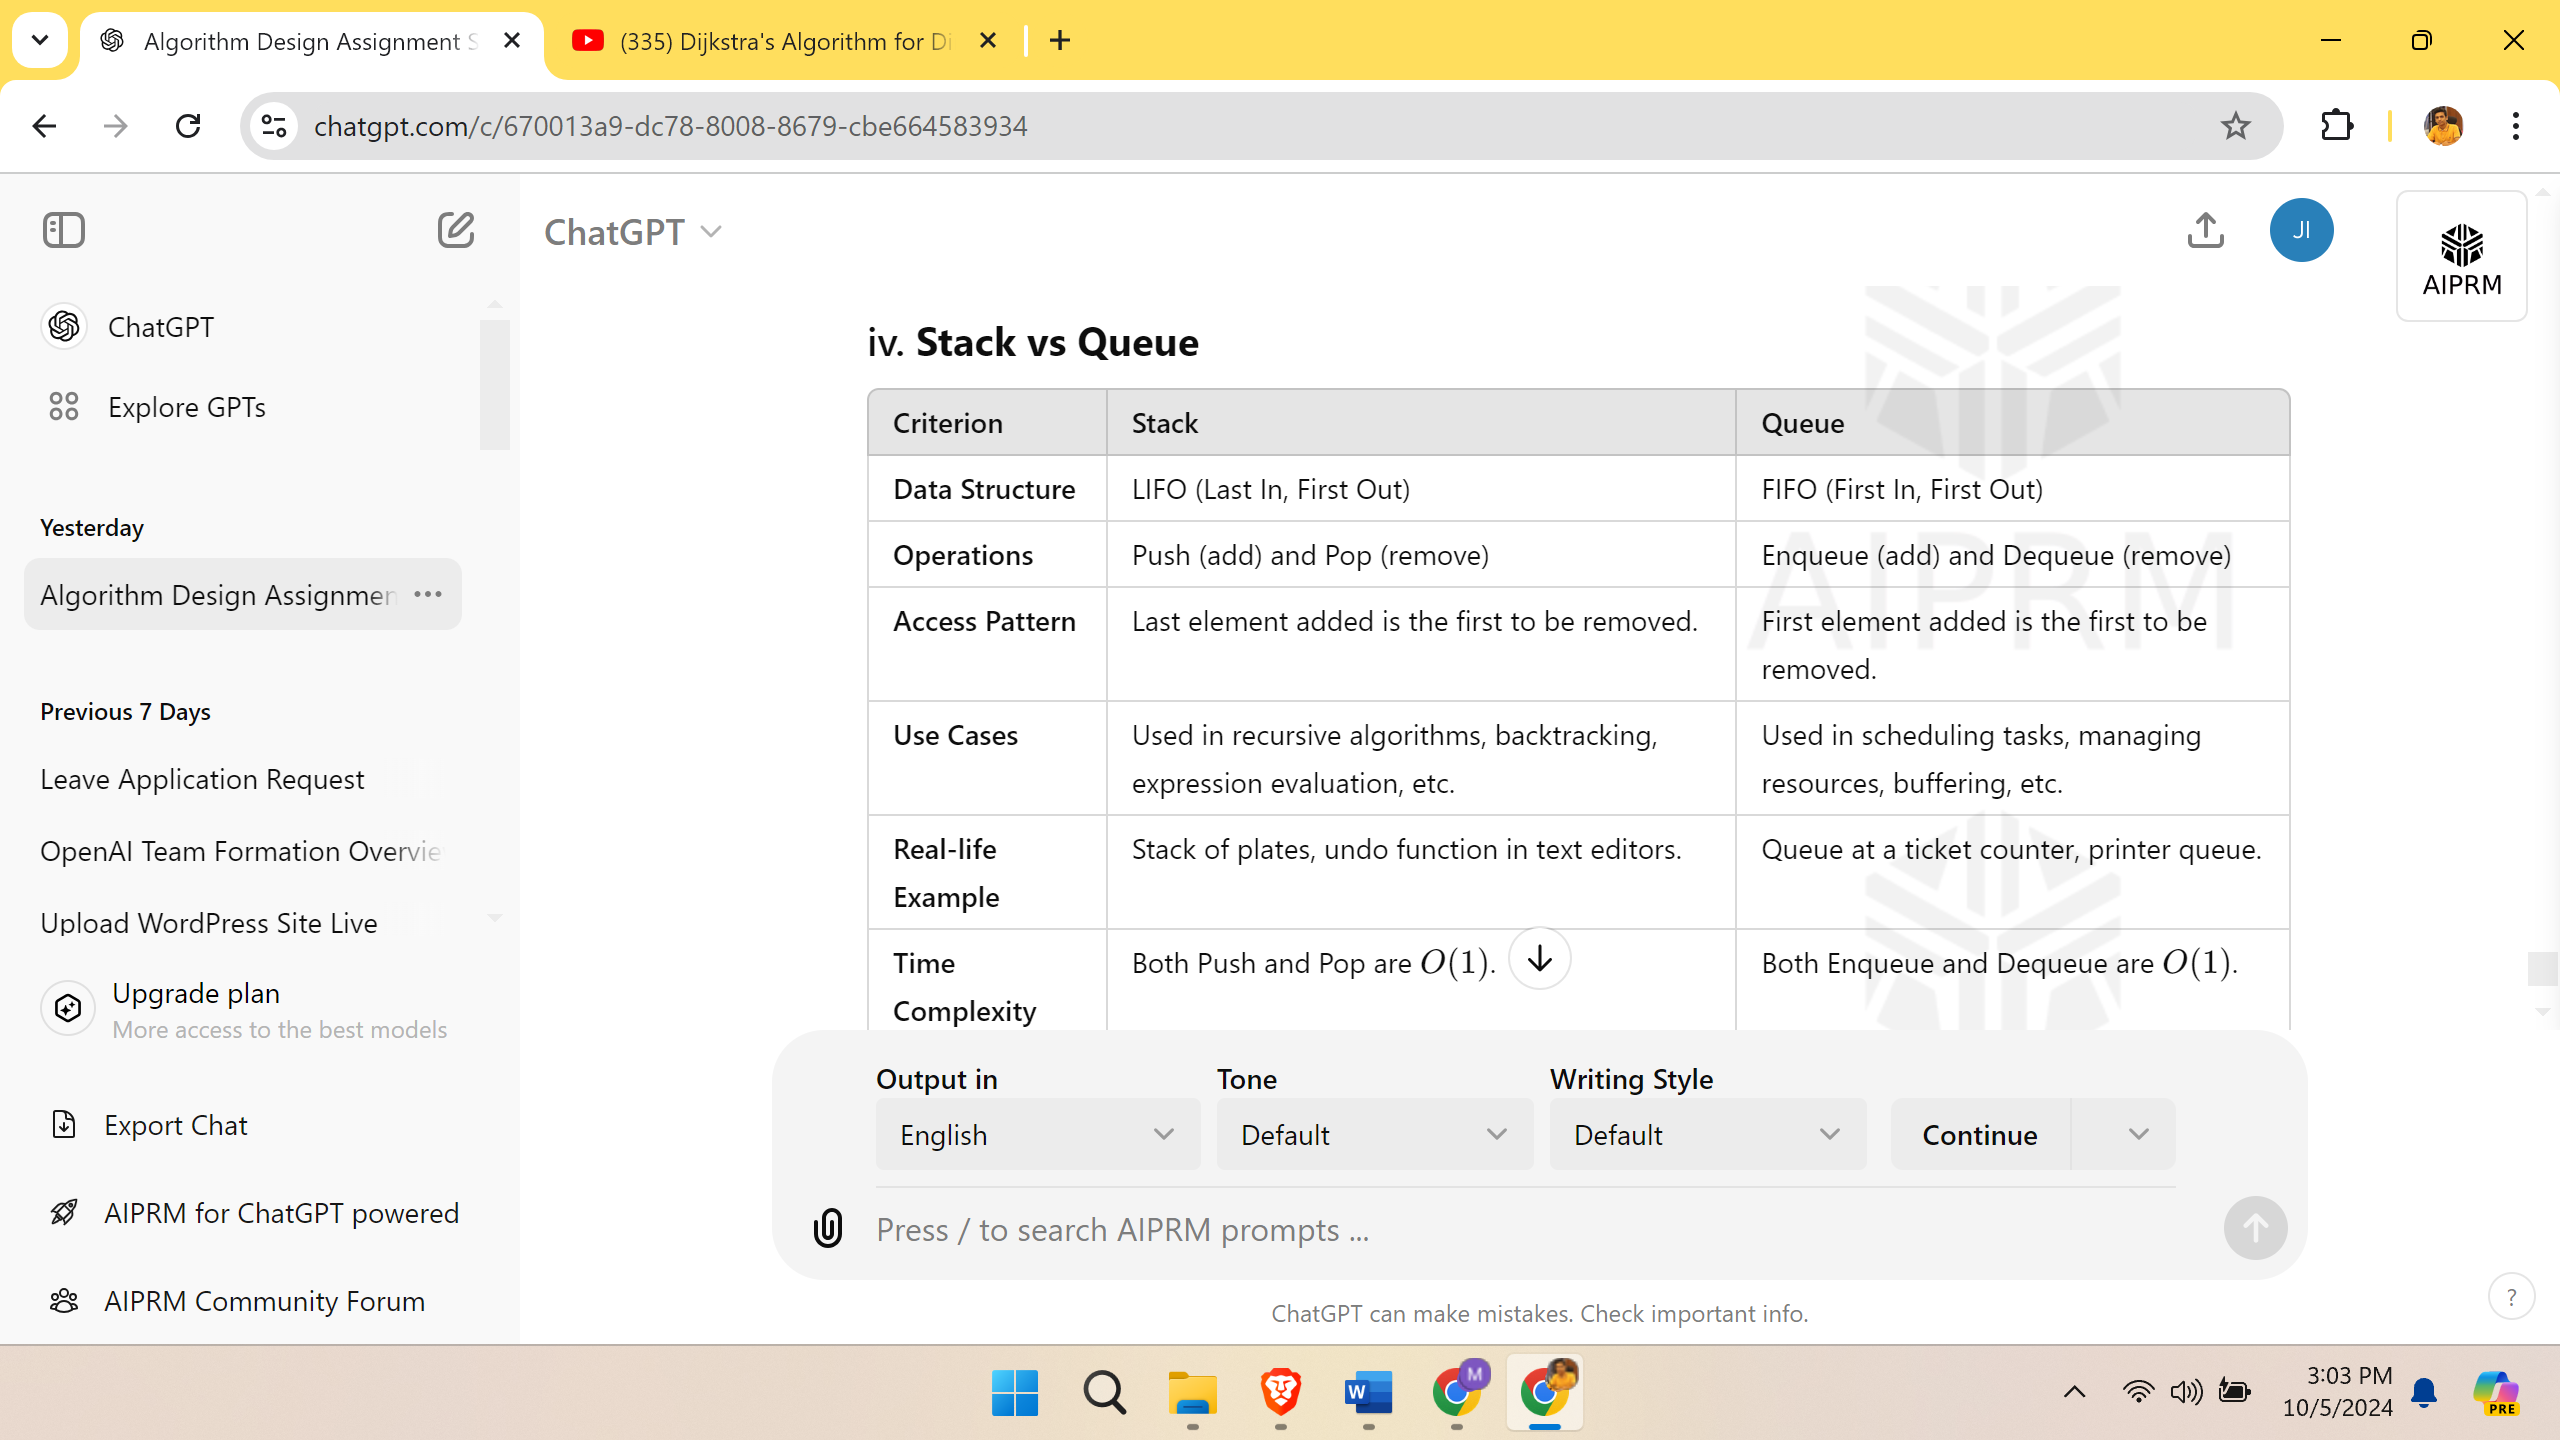 Algorithm Design Assignment S
(335) Dijkstra's Algorithm for Di
chatgpt.com/c/670013a9-dc78-8008-8679-cbe664583934
ChatGPT
JI
AIPRM
ChatGPT
Explore GPTs
Yesterday
Algorithm Design Assignmen
Previous 7 Days
Leave Application Request
OpenAI Team Formation Overvie
Upload WordPress Site Live
Upgrade plan
More access to the best models
Export Chat
AIPRM for ChatGPT powered
AIPRM Community Forum
iv. Stack vs Queue
Criterion Stack Queue
Data Structure LIFO (Last In, First Out) FIFO (First In, First Out)
Operations Push (add) and Pop (remove) Enqueue (add) and Dequeue (remove)
Access Pattern Last element added is the first to be removed. First element added is the first to be
removed.
Use Cases Used in recursive algorithms, backtracking, Used in scheduling tasks, managing
expression evaluation, etc. resources, buffering, etc.
Real-life Stack of plates, undo function in text editors. Queue at a ticket counter, printer queue.
Example
Time Both Push and Pop are O(1). Both Enqueue and Dequeue are O(1).
Complexity
AIPRM
Output in Tone Writing Style
English Default Default Continue
Press / to search AIPRM prompts ...
ChatGPT can make mistakes. Check important info.
?
W
M
3:03 PM
10/5/2024
PRE